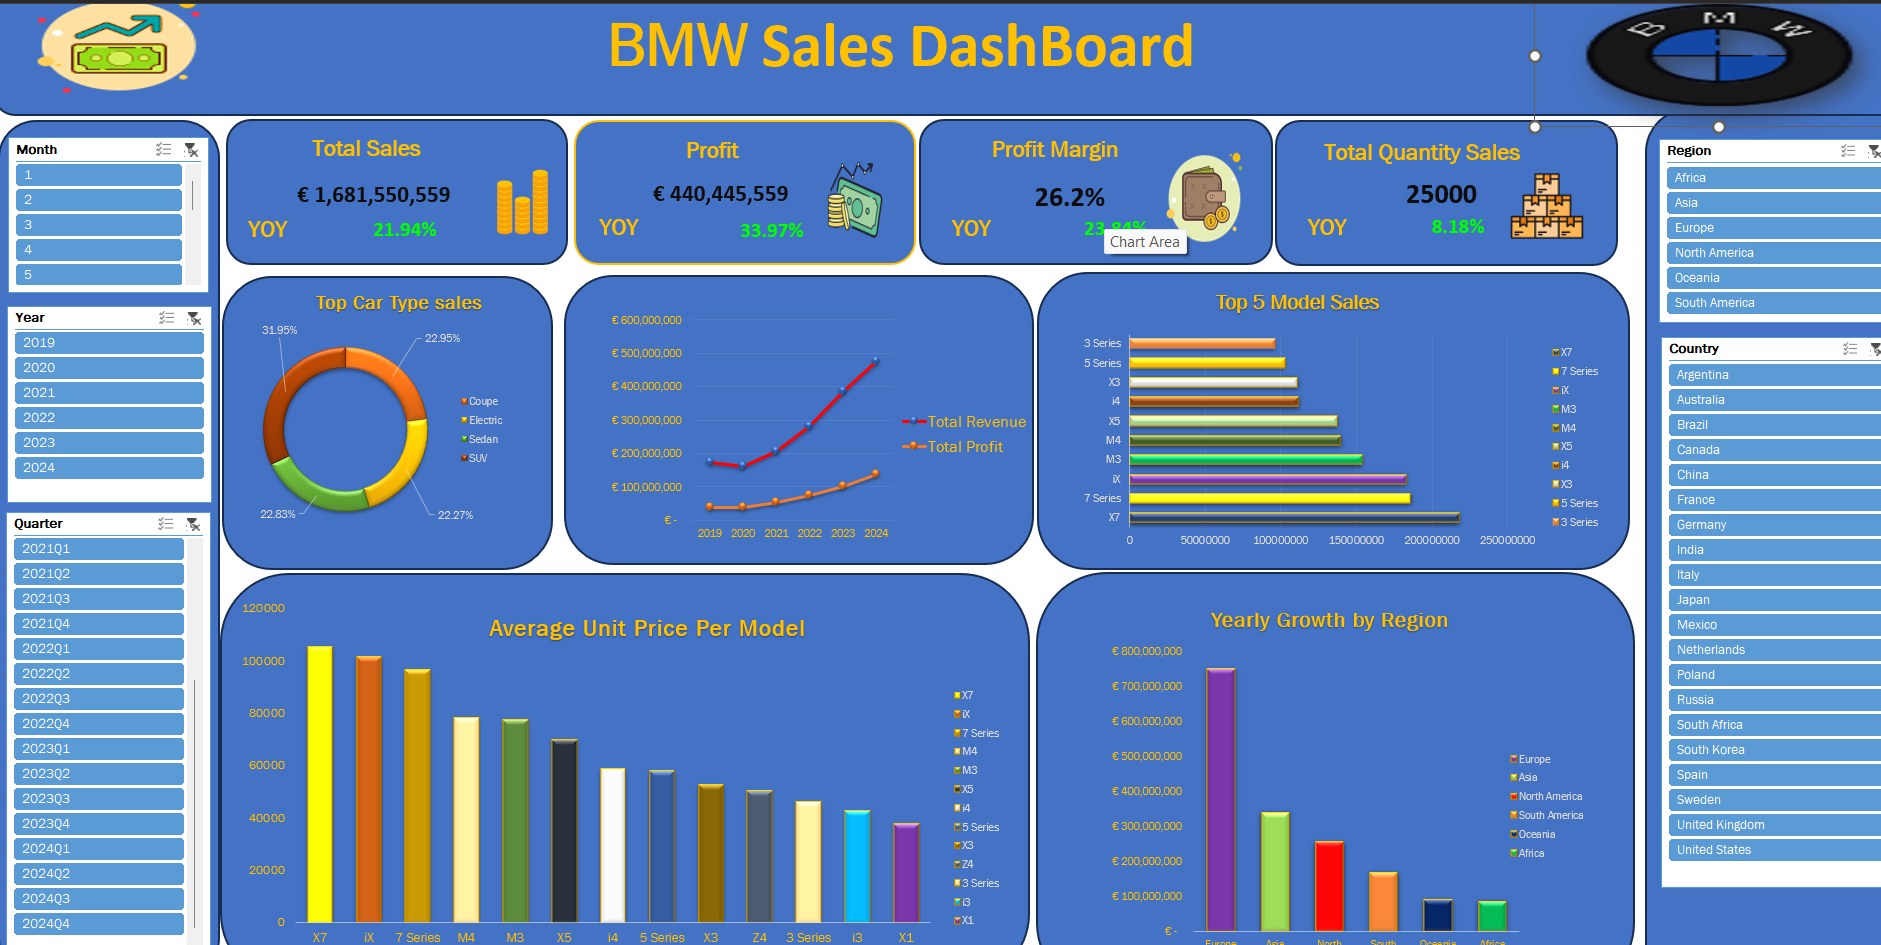 BMW Sales DashBoard
B M W
Month
1
2
3
4
5
Year
2019
2020
2021
2022
2023
2024
Quarter
2021Q1
2021Q2
2021Q3
2021Q4
2022Q1
2022Q2
2022Q3
2022Q4
2023Q1
2023Q2
2023Q3
2023Q4
2024Q1
2024Q2
2024Q3
2024Q4
Total Sales
€ 1,681,550,559
YOY 21.94%
Profit
€ 440,445,559
YOY 33.97%
Profit Margin
26.2%
YOY 23.84%
Chart Area
Total Quantity Sales
25000
YOY 8.18%
Top Car Type sales
31.95%
22.95%
22.83%
22.27%
Coupe
Electric
Sedan
SUV
€ 600,000,000
€ 500,000,000
€ 400,000,000
€ 300,000,000
€ 200,000,000
€ 100,000,000
€ -
2019 2020 2021 2022 2023 2024
Total Revenue
Total Profit
Top 5 Model Sales
3 Series
5 Series
X3
i4
X5
M4
M3
iX
7 Series
X7
0 50000000 100000000 150000000 200000000 250000000
X7
7 Series
iX
M3
M4
X5
i4
X3
5 Series
3 Series
Average Unit Price Per Model
120000
100000
80000
60000
40000
20000
0
X7 iX 7 Series M4 M3 X5 i4 5 Series X3 Z4 3 Series i3 X1
X7
iX
7 Series
M4
M3
X5
i4
5 Series
X3
Z4
3 Series
i3
X1
Yearly Growth by Region
€ 800,000,000
€ 700,000,000
€ 600,000,000
€ 500,000,000
€ 400,000,000
€ 300,000,000
€ 200,000,000
€ 100,000,000
€ -
Europe Asia North South Oceania Africa
Europe
Asia
North America
South America
Oceania
Africa
Region
Africa
Asia
Europe
North America
Oceania
South America
Country
Argentina
Australia
Brazil
Canada
China
France
Germany
India
Italy
Japan
Mexico
Netherlands
Poland
Russia
South Africa
South Korea
Spain
Sweden
United Kingdom
United States